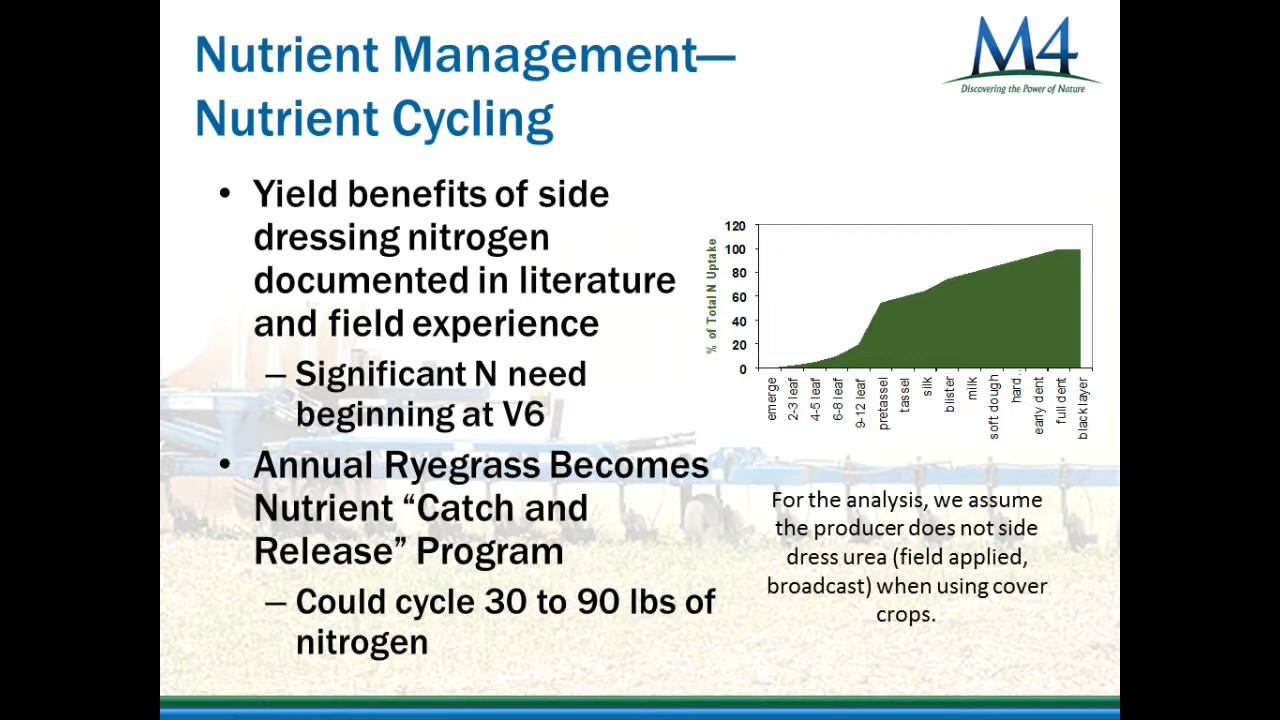 Nutrient Management—
Nutrient Cycling
M4
Discovering the Power of Nature
• Yield benefits of side
dressing nitrogen
documented in literature
and field experience
– Significant N need
beginning at V6
• Annual Ryegrass Becomes
Nutrient “Catch and
Release” Program
– Could cycle 30 to 90 lbs of
nitrogen
% of Total N Uptake
120
100
80
60
40
20
0
emerge
2-3 leaf
4-5 leaf
6-8 leaf
9-12 leaf
pretassel
tassel
silk
blister
milk
soft dough
hard...
early dent
full dent
blacklayer
For the analysis, we assume
the producer does not side
dress urea (field applied,
broadcast) when using cover
crops.